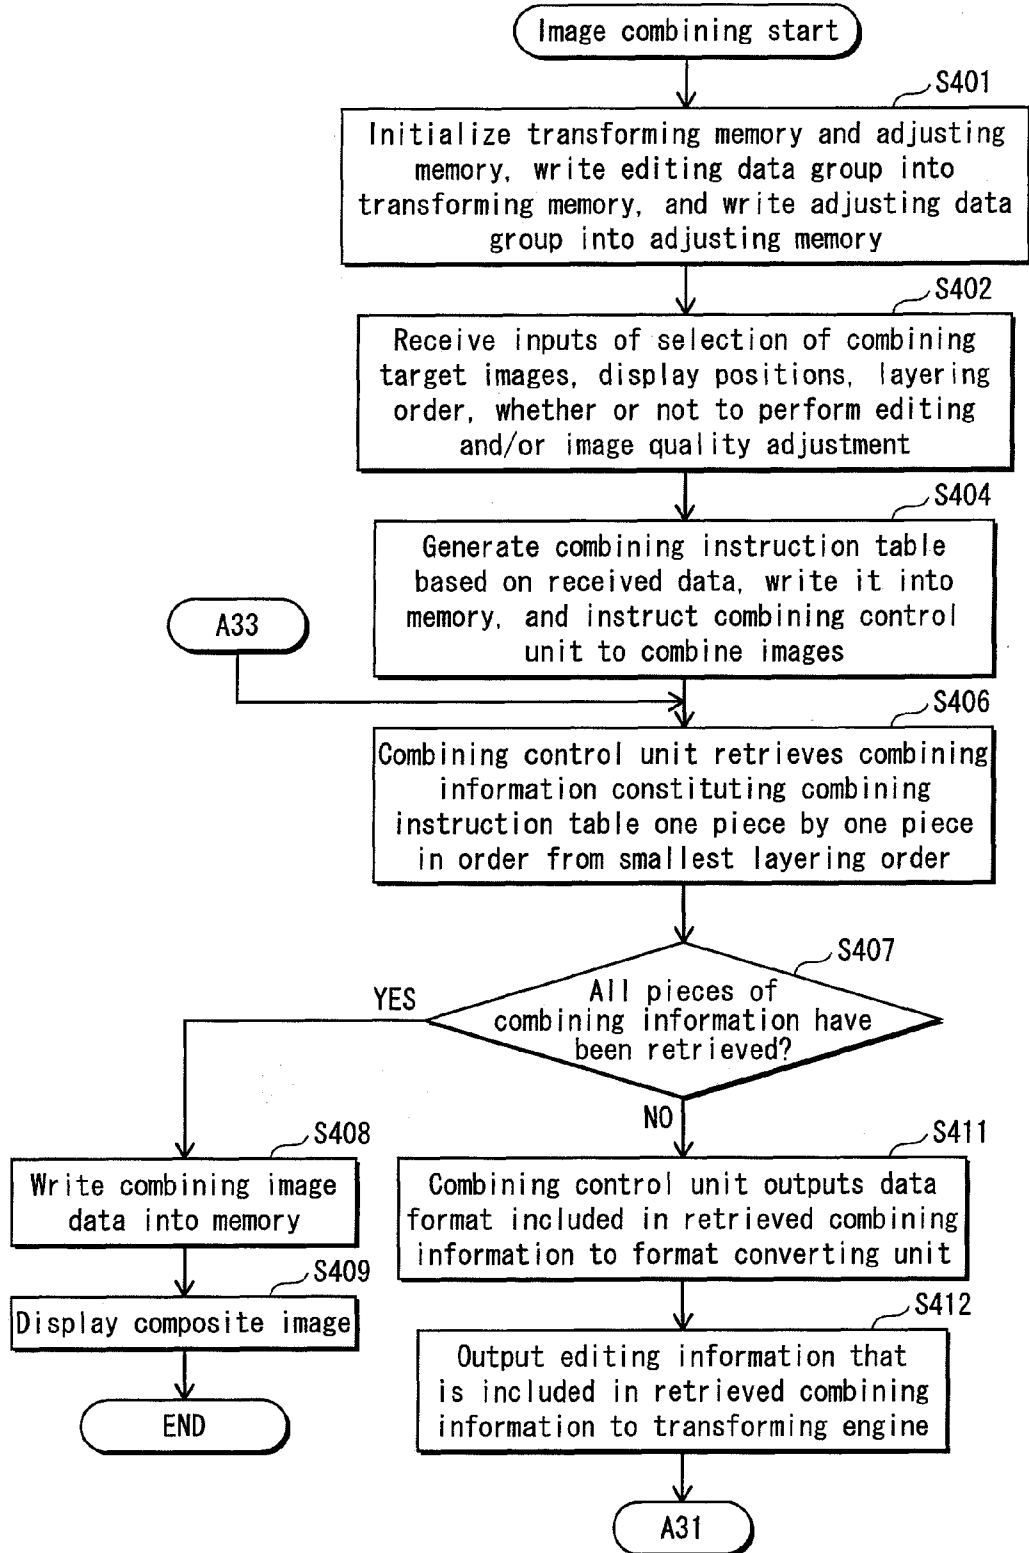 Image combining start
S401
Initialize transforming memory and adjusting
memory, write editing data group into
transforming memory, and write adjusting data
group into adjusting memory
S402
Receive inputs of selection of combining
target images, display positions, layering
order, whether or not to perform editing
and/or image quality adjustment
S404
Generate combining instruction table
based on received data, write it into
memory, and instruct combining control
unit to combine images
A33
S406
Combining control unit retrieves combining
information constituting combining
instruction table one piece by one piece
in order from smallest layering order
S407
All pieces of
combining information have
been retrieved?
YES
NO
S408
Write combining image
data into memory
S409
Display composite image
END
S411
Combining control unit outputs data
format included in retrieved combining
information to format converting unit
S412
Output editing information that
is included in retrieved combining
information to transforming engine
A31